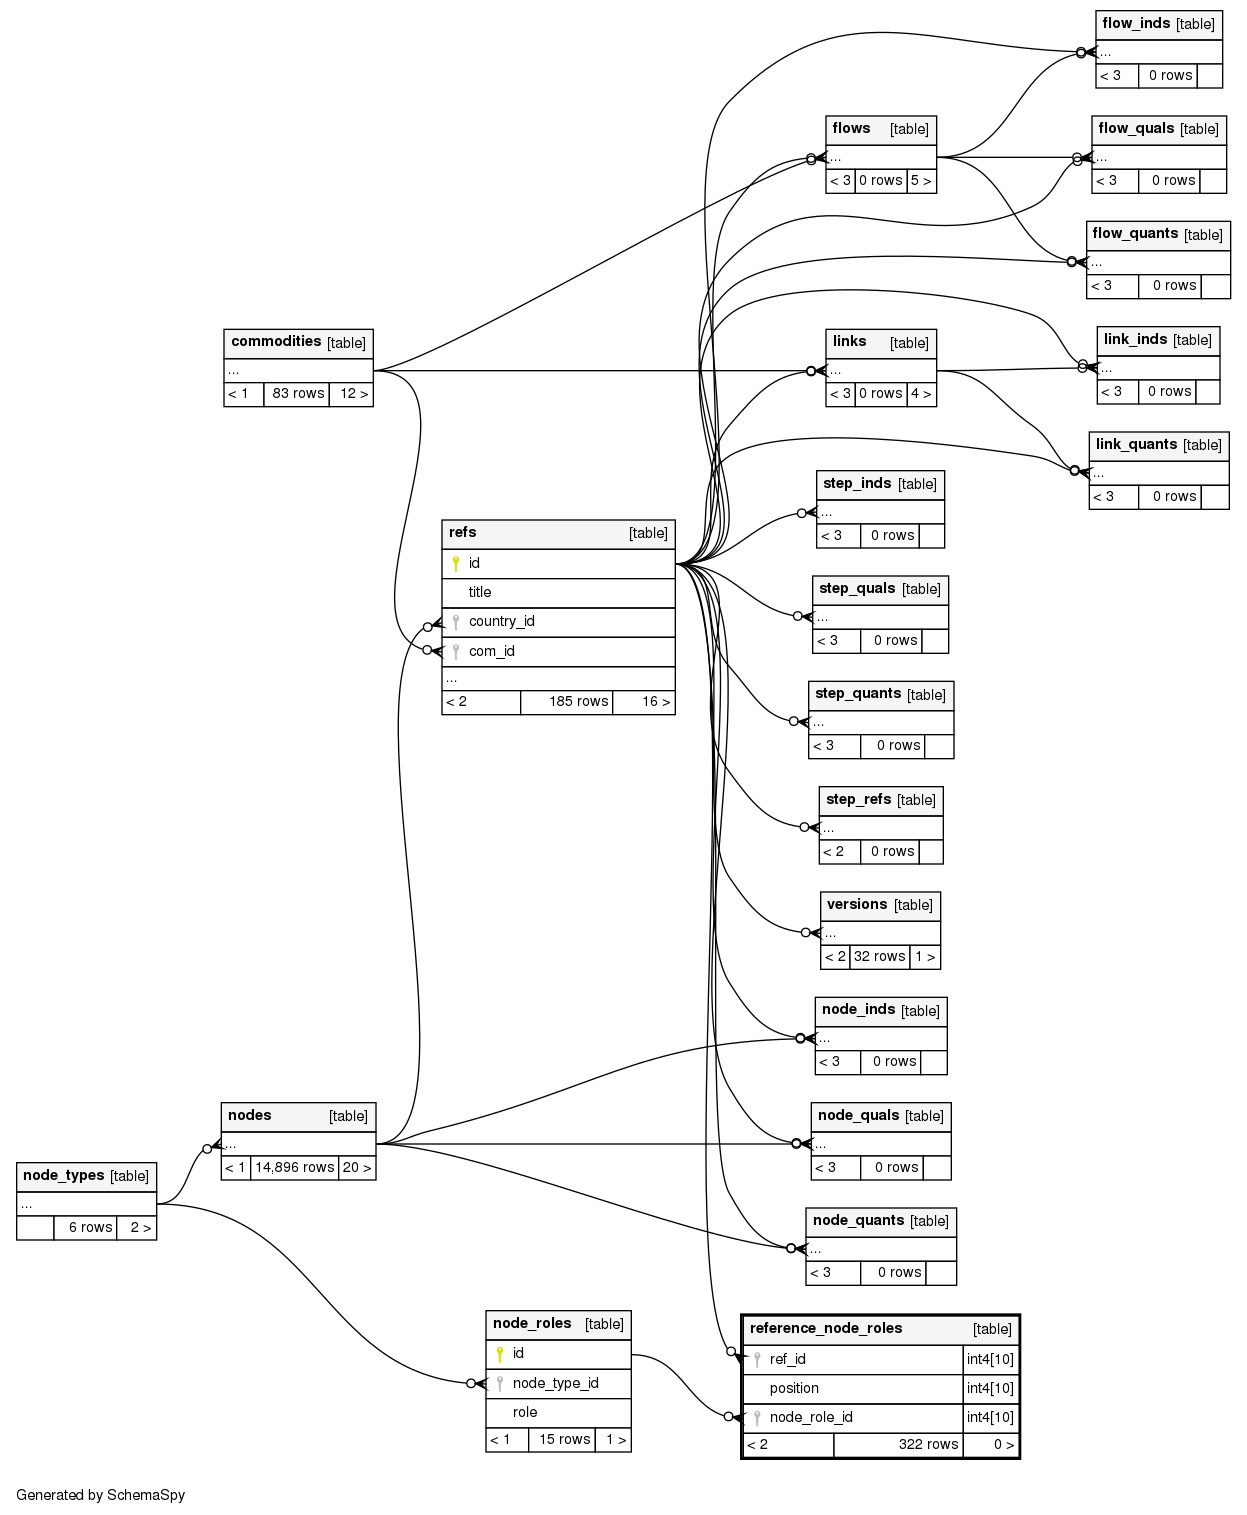 flow_inds [table]
...
< 3 0 rows
flows [table]
...
< 3 0 rows 5 >
flow_quals [table]
...
< 3 0 rows
flow_quants [table]
...
< 3 0 rows
commodities [table]
...
< 1 83 rows 12 >
links [table]
...
< 3 0 rows 4 >
link_inds [table]
...
< 3 0 rows
link_quants [table]
...
< 3 0 rows
step_inds [table]
...
< 3 0 rows
refs [table]
id
title
country_id
com_id
...
< 2 185 rows 16 >
step_quals [table]
...
< 3 0 rows
step_quants [table]
...
< 3 0 rows
step_refs [table]
...
< 2 0 rows
versions [table]
...
< 2 32 rows 1 >
node_inds [table]
...
< 3 0 rows
nodes [table]
...
< 1 14,896 rows 20 >
node_quals [table]
...
< 3 0 rows
node_types [table]
...
6 rows 2 >
node_quants [table]
...
< 3 0 rows
node_roles [table]
id
node_type_id
role
< 1 15 rows 1 >
reference_node_roles [table]
ref_id int4[10]
position int4[10]
node_role_id int4[10]
< 2 322 rows 0 >
Generated by SchemaSpy